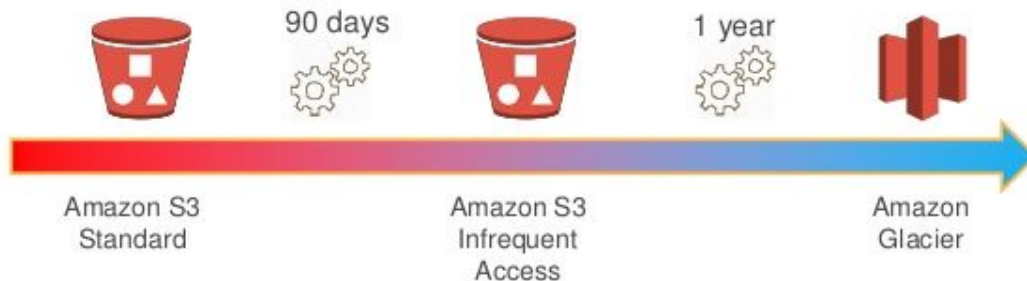 90 days
1 year
Amazon S3
Standard
Amazon S3
Infrequent
Access
Amazon
Glacier